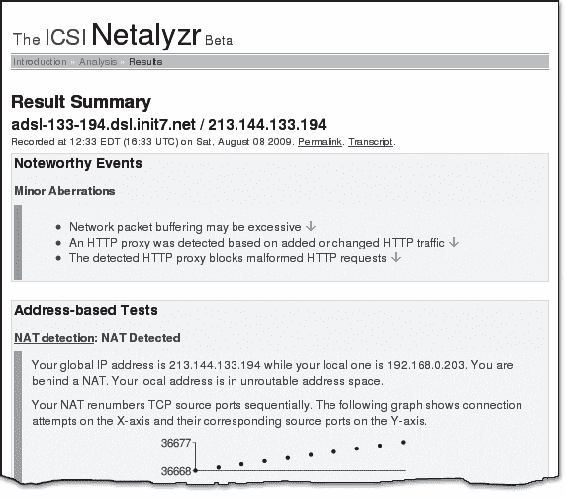 The ICSI Netalyzr Beta
Introduction » Analysis » Results
Result Summary
adsl-133-194.dsl.init7.net / 213.144.133.194
Recorded at 12:33 EDT (16:33 UTC) on Sat, August 08 2009. Permalink. Transcript.
Noteworthy Events
Minor Aberrations
• Network packet buffering may be excessive ↓
• An HTTP proxy was detected based on added or changed HTTP traffic ↓
• The detected HTTP proxy blocks malformed HTTP requests ↓
Address-based Tests
NAT detection: NAT Detected
Your global IP address is 213.144.133.194 while your local one is 192.168.0.203. You are
behind a NAT. Your local address is in unroutable address space.
Your NAT renumbers TCP source ports sequentially. The following graph shows connection
attempts on the X-axis and their corresponding source ports on the Y-axis.
36677
36668